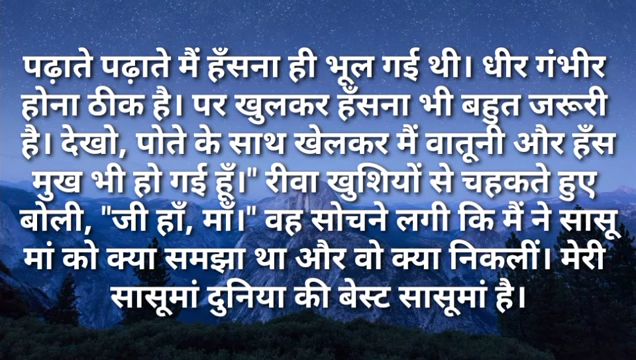 पढ़ाते पढ़ाते मैं हँसना ही भूल गई थी। धीर गंभीर
होना ठीक है। पर खुलकर हँसना भी बहुत जरूरी
है। देखो, पोते के साथ खेलकर मैं वातूनी और हँस
मुख भी हो गई हूँ।" रीवा खुशियों से चहकते हुए
बोली, "जी हाँ, माँ।" वह सोचने लगी कि मैं ने सासू
मां को क्या समझा था और वो क्या निकलीं। मेरी
सासूमां दुनिया की बेस्ट सासूमां है।